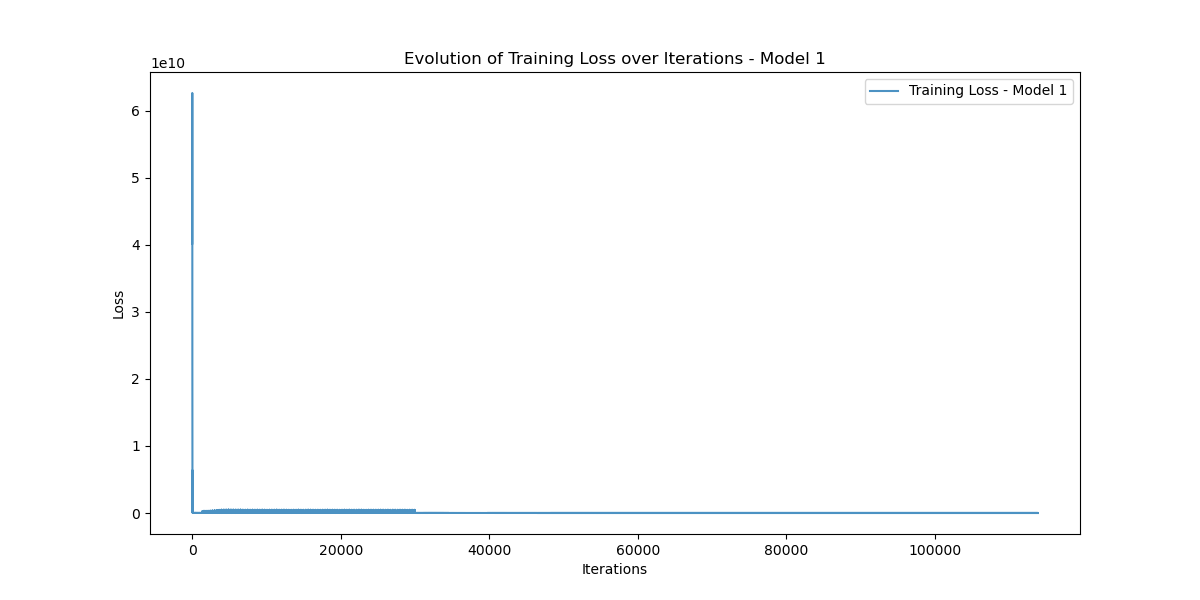 Evolution of Training Loss over Iterations - Model 1
1e10
Training Loss - Model 1
6
5
4
3
2
1
0
Loss
0 20000 40000 60000 80000 100000
Iterations